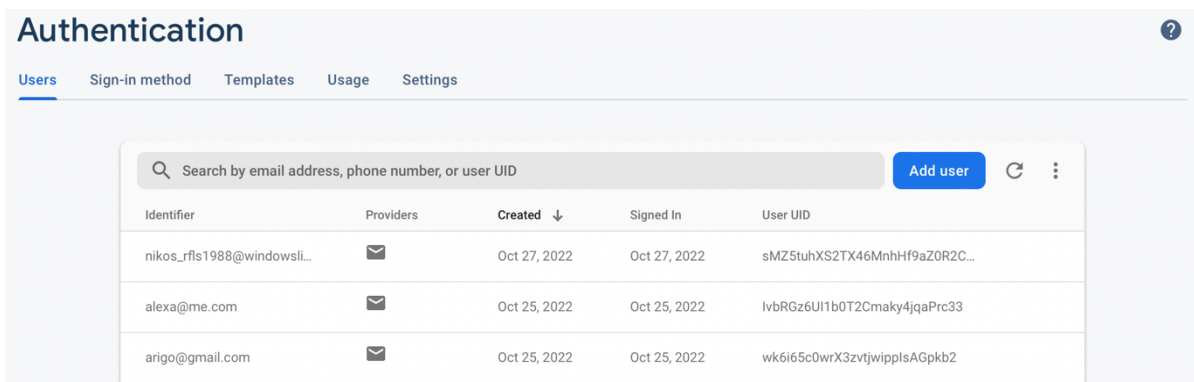 Authentication
Users Sign-in method Templates Usage Settings
Search by email address, phone number, or user UID Add user
Identifier Providers Created Signed In User UID
nikos_rfls1988@windowsli... Oct 27, 2022 Oct 27, 2022 sMZ5tuhXS2TX46MnhHf9aZ0R2C...
alexa@me.com Oct 25, 2022 Oct 25, 2022 IvbRGz6UI1b0T2Cmaky4jqaPrc33
arigo@gmail.com Oct 25, 2022 Oct 25, 2022 wk6i65c0wrX3zvtjwippIsAGpkb2